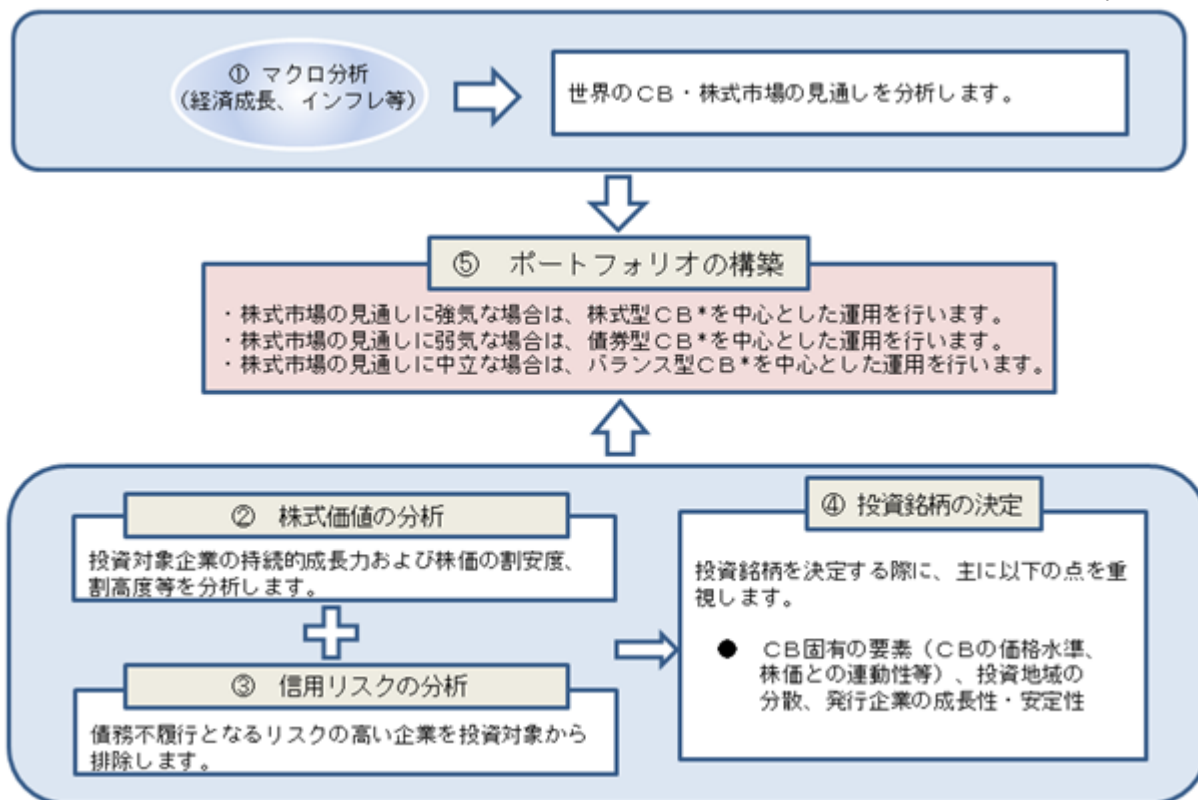 ① マクロ分析
(経済成長、インフレ等)
世界のCB・株式市場の見通しを分析します。
⑤ ポートフォリオの構築
・株式市場の見通しに強気な場合は、株式型CB*を中心とした運用を行います。
・株式市場の見通しに弱気な場合は、債券型CB*を中心とした運用を行います。
・株式市場の見通しに中立な場合は、バランス型CB*を中心とした運用を行います。
② 株式価値の分析
投資対象企業の持続的成長力および株価の割安度、
割高度等を分析します。
③ 信用リスクの分析
債務不履行となるリスクの高い企業を投資対象から
排除します。
④ 投資銘柄の決定
投資銘柄を決定する際に、主に以下の点を重
視します。
● CB固有の要素(CBの価格水準、
株価との連動性等)、投資地域の
分散、発行企業の成長性・安定性